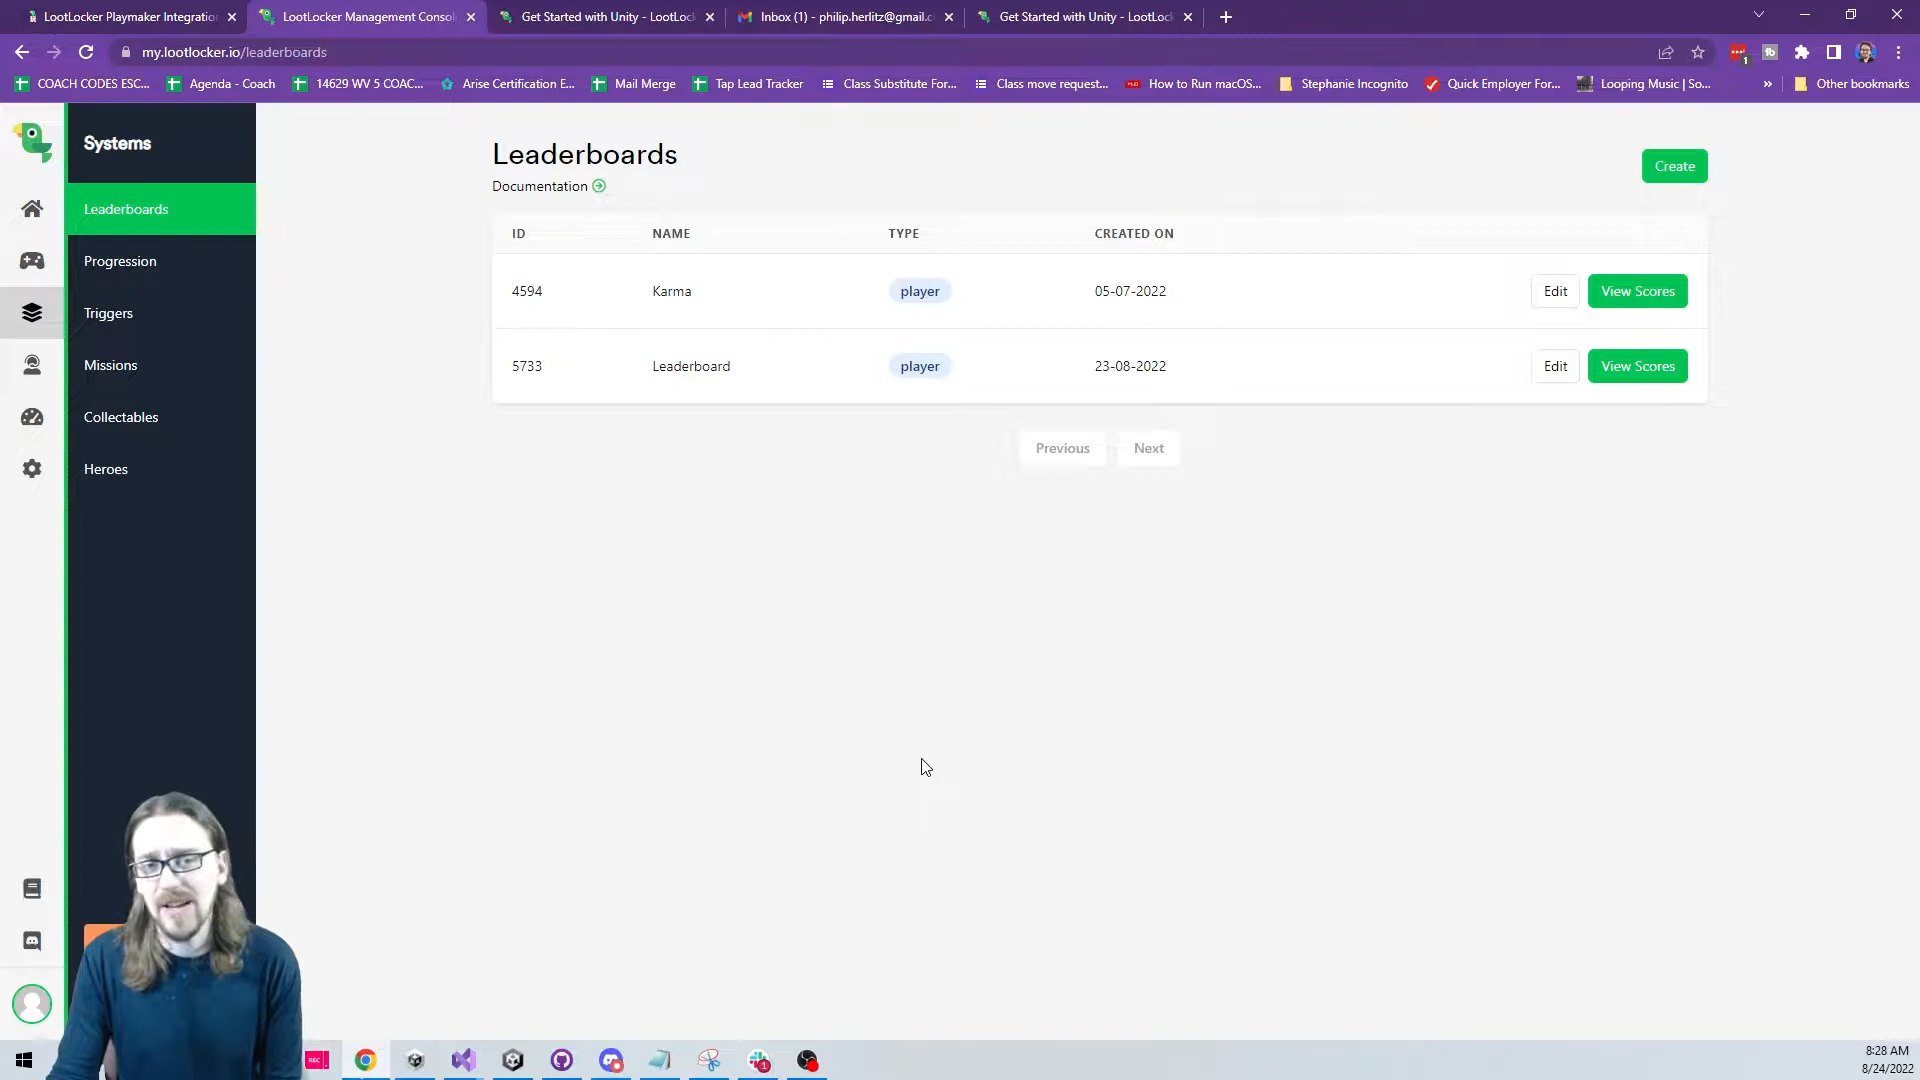 LootLocker Playmaker Integration
LootLocker Management Consol
Get Started with Unity - LootLock
Inbox (1) - philip.herlitz@gmail.c
Get Started with Unity - LootLock
my.lootlocker.io/leaderboards
COACH CODES ESC...
Agenda - Coach
14629 WV 5 COAC...
Arise Certification E...
Mail Merge
Tap Lead Tracker
Class Substitute For...
Class move request...
How to Run macOS...
Stephanie Incognito
Quick Employer For...
Looping Music | So...
»
Other bookmarks
Systems
Leaderboards
Progression
Triggers
Missions
Collectables
Heroes
Leaderboards
Documentation
Create
ID NAME TYPE CREATED ON
4594 Karma player 05-07-2022 Edit View Scores
5733 Leaderboard player 23-08-2022 Edit View Scores
Previous Next
REC
8:28 AM
8/24/2022